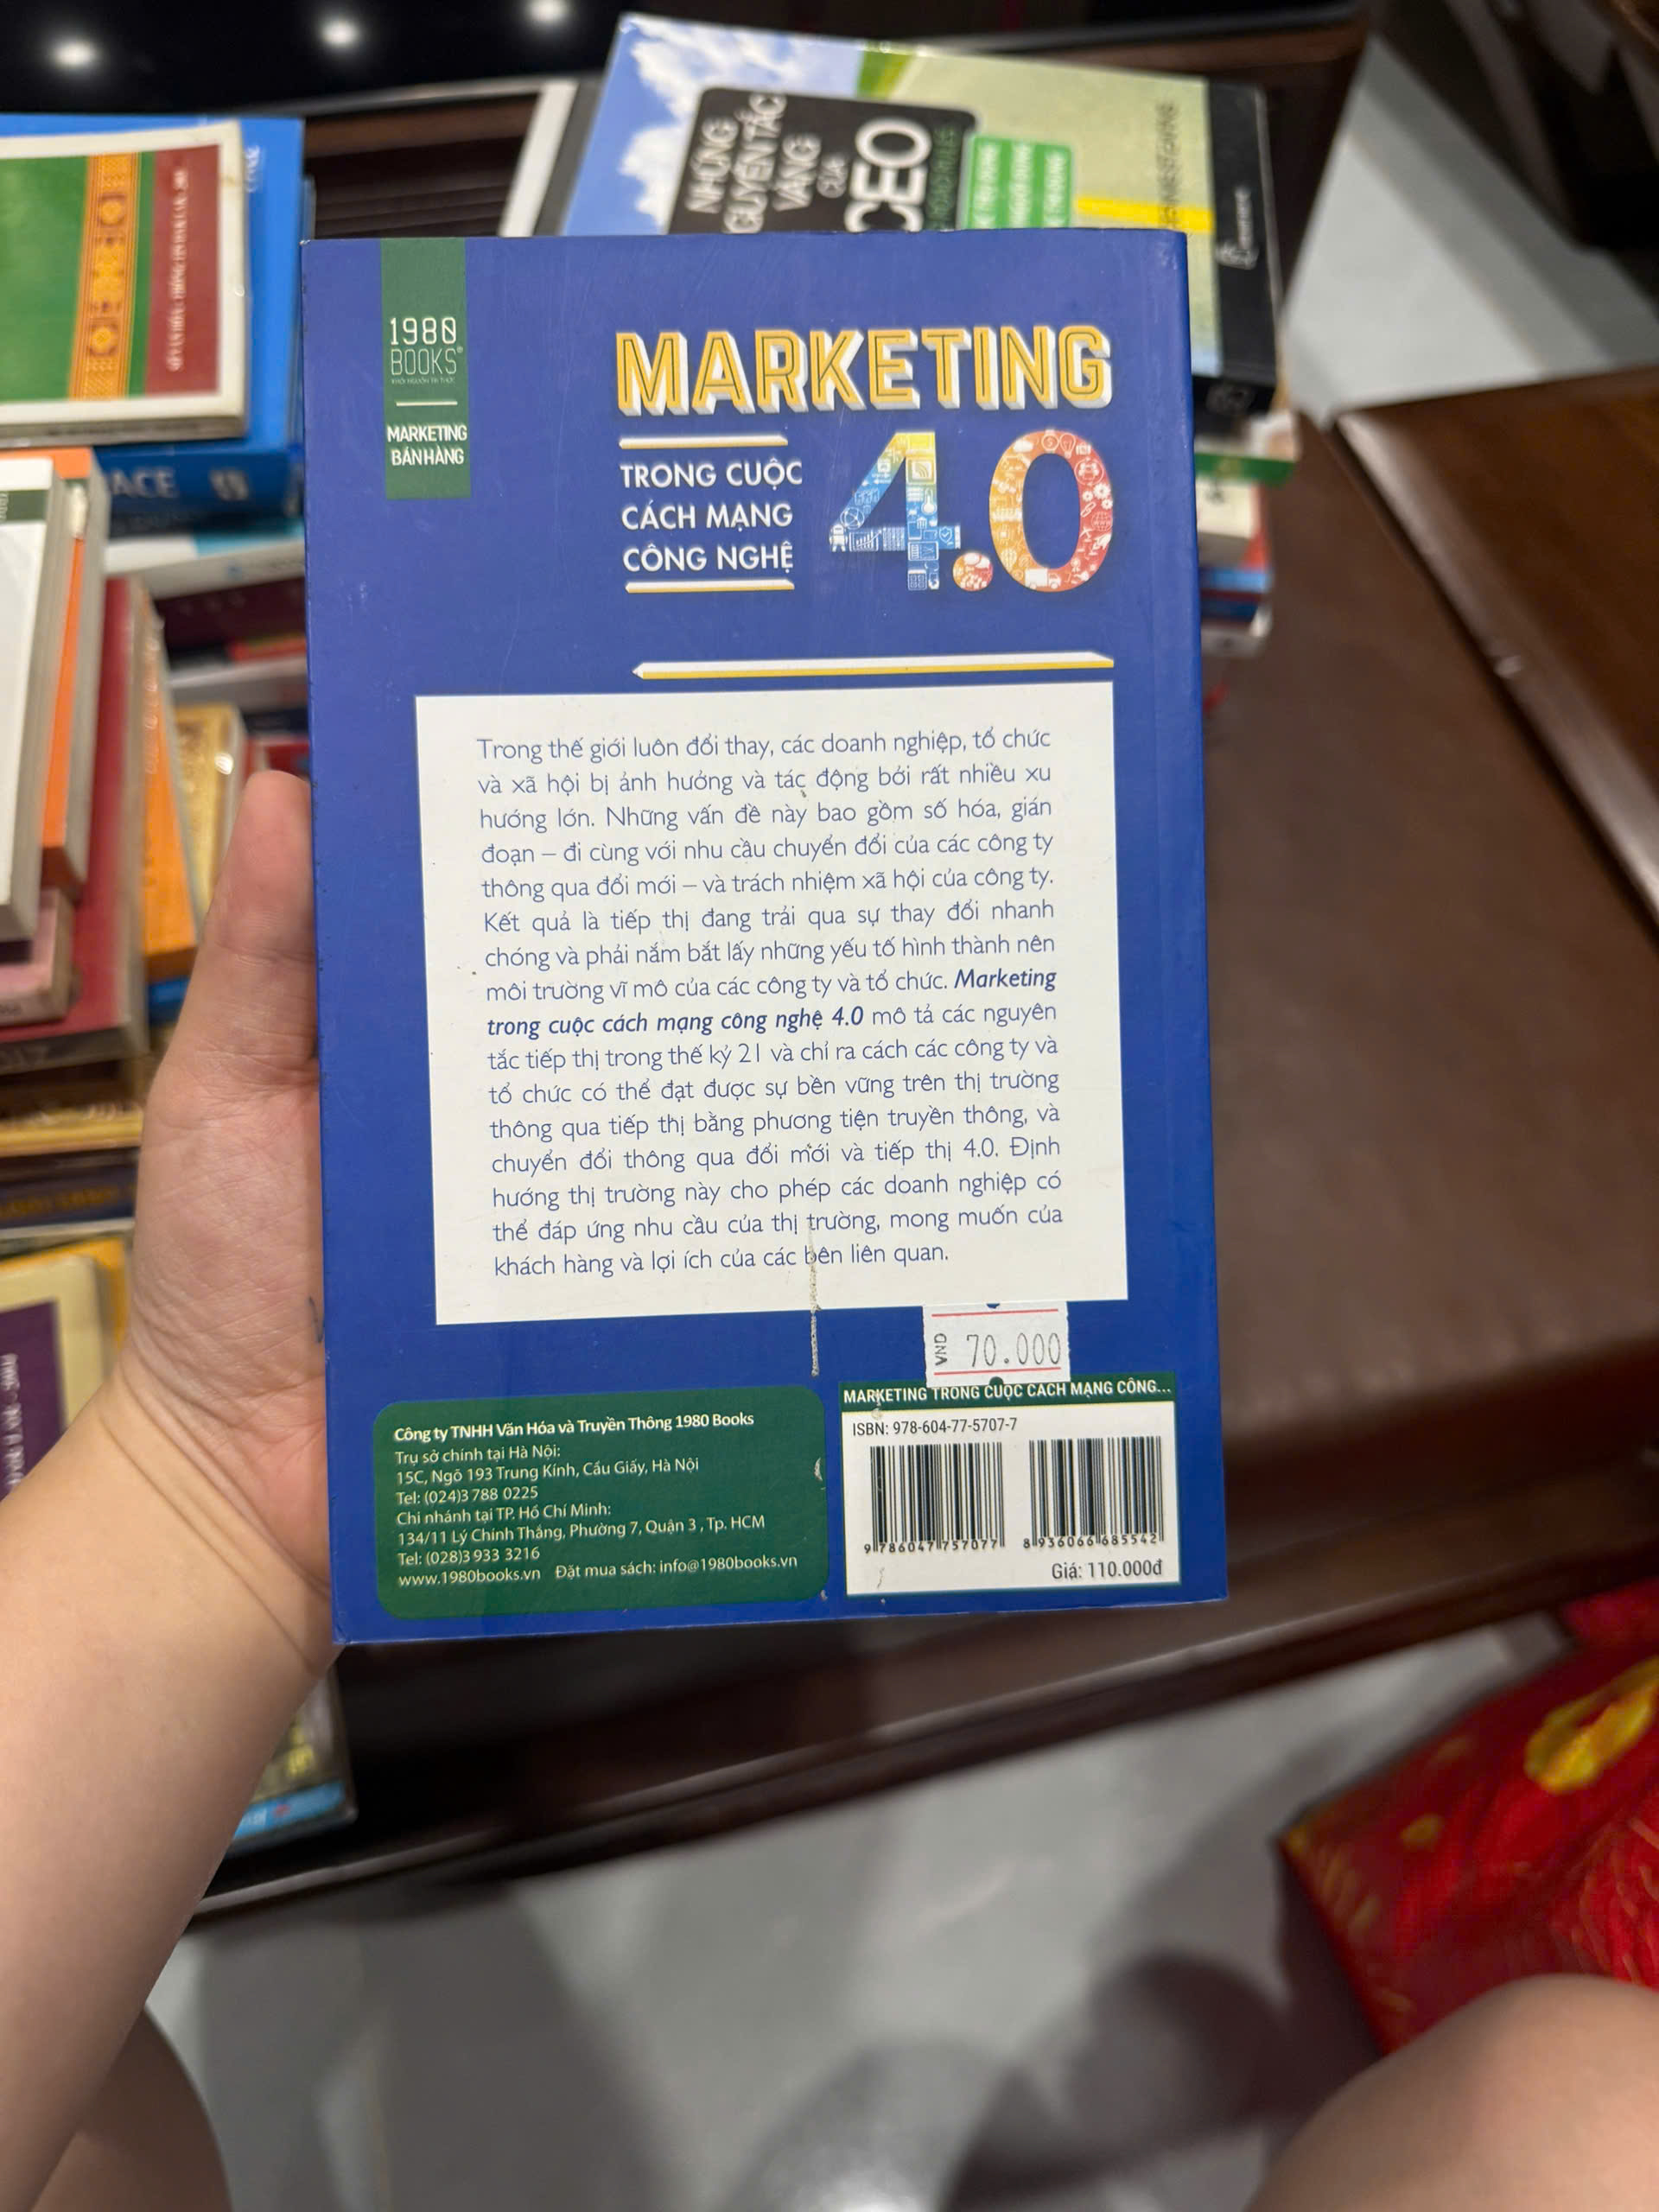 NHỮNG
NGUYÊN TẮC
VÀNG
CỦA
CEO
1980
BOOKS®
MARKETING
BÁN HÀNG
MARKETING
4.0
TRONG CUỘC
CÁCH MẠNG
CÔNG NGHỆ
Trong thế giới luôn đổi thay, các doanh nghiệp, tổ chức
và xã hội bị ảnh hưởng và tác động bởi rất nhiều xu
hướng lớn. Những vấn đề này bao gồm số hóa, gián
đoạn – đi cùng với nhu cầu chuyển đổi của các công ty
thông qua đổi mới – và trách nhiệm xã hội của công ty.
Kết quả là tiếp thị đang trải qua sự thay đổi nhanh
chóng và phải nắm bắt lấy những yếu tố hình thành nên
môi trường vĩ mô của các công ty và tổ chức. Marketing
trong cuộc cách mạng công nghệ 4.0 mô tả các nguyên
tắc tiếp thị trong thế kỷ 21 và chỉ ra cách các công ty và
tổ chức có thể đạt được sự bền vững trên thị trường
thông qua tiếp thị bằng phương tiện truyền thông, và
chuyển đổi thông qua đổi mới và tiếp thị 4.0. Định
hướng thị trường này cho phép các doanh nghiệp có
thể đáp ứng nhu cầu của thị trường, mong muốn của
khách hàng và lợi ích của các bên liên quan.
VND 70.000
Công ty TNHH Văn Hóa và Truyền Thông 1980 Books
Trụ sở chính tại Hà Nội:
15C, Ngõ 193 Trung Kính, Cầu Giấy, Hà Nội
Tel: (024)3 788 0225
Chi nhánh tại TP. Hồ Chí Minh:
134/11 Lý Chính Thắng, Phường 7, Quận 3 , Tp. HCM
Tel: (028)3 933 3216
www.1980books.vn Đặt mua sách: info@1980books.vn
MARKETING TRONG CUỘC CÁCH MẠNG CÔNG...
ISBN: 978-604-77-5707-7
9 786047 757077
8 936066 685542
Giá: 110.000đ